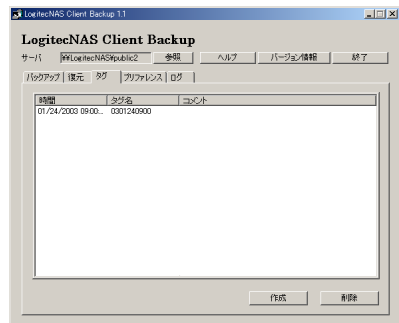 LogitecNAS Client Backup 1.1
LogitecNAS Client Backup
サーバ ¥¥LogitecNAS¥public2 参照 ヘルプ バージョン情報 終了
バックアップ 復元 タグ プリファレンス ログ
時間 タグ名 コメント
01/24/2003 09:00... 0301240900
作成 削除